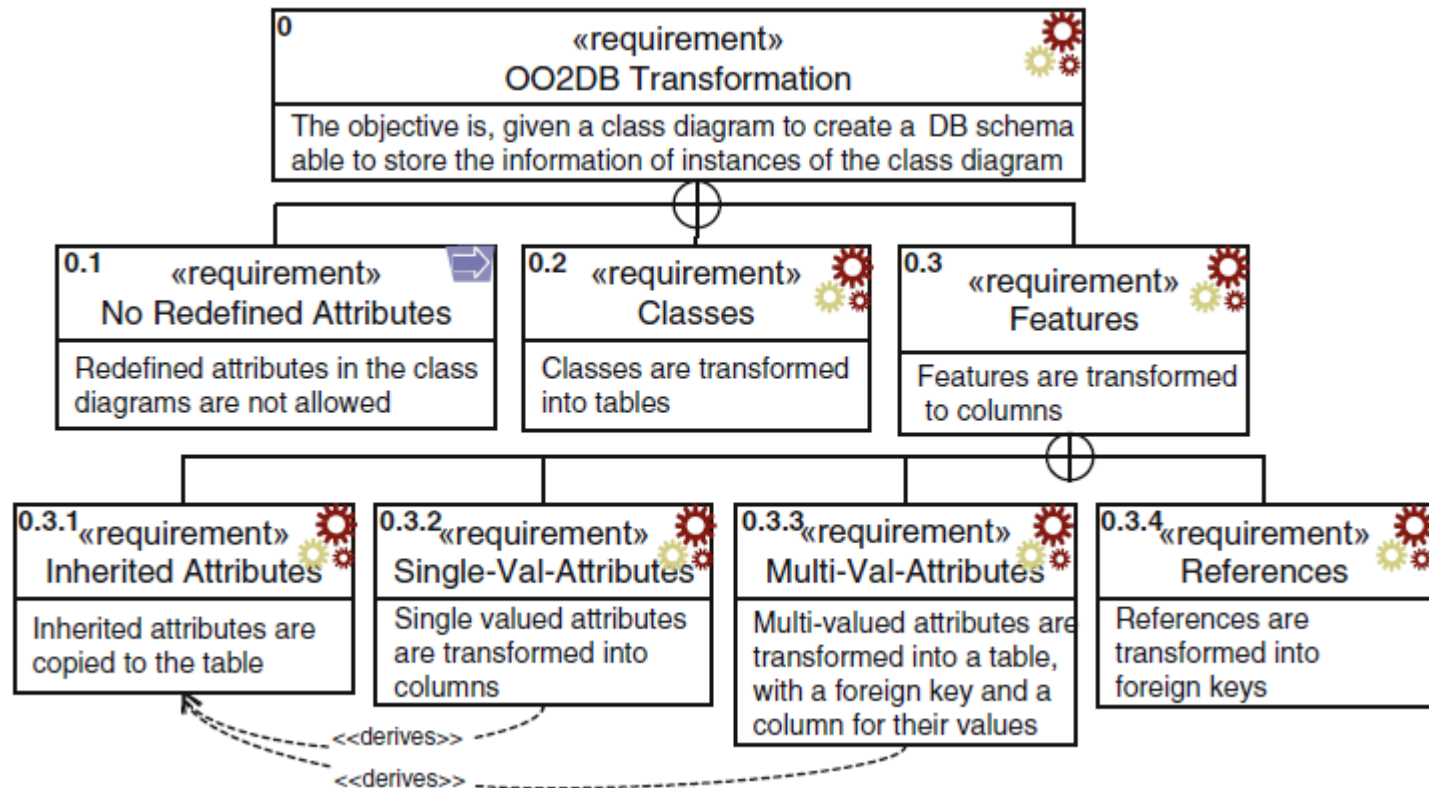 0
«requirement»
OO2DB Transformation
The objective is, given a class diagram to create a DB schema
able to store the information of instances of the class diagram
0.1
«requirement»
No Redefined Attributes
Redefined attributes in the class
diagrams are not allowed
0.2
«requirement»
Classes
Classes are transformed
into tables
0.3
«requirement»
Features
Features are transformed
to columns
0.3.1
«requirement»
Inherited Attributes
Inherited attributes are
copied to the table
0.3.2
«requirement»
Single-Val-Attributes
Single valued attributes
are transformed into
columns
0.3.3
«requirement»
Multi-Val-Attributes
Multi-valued attributes are
transformed into a table,
with a foreign key and a
column for their values
0.3.4
«requirement»
References
References are
transformed into
foreign keys
<<derives>>
<<derives>>